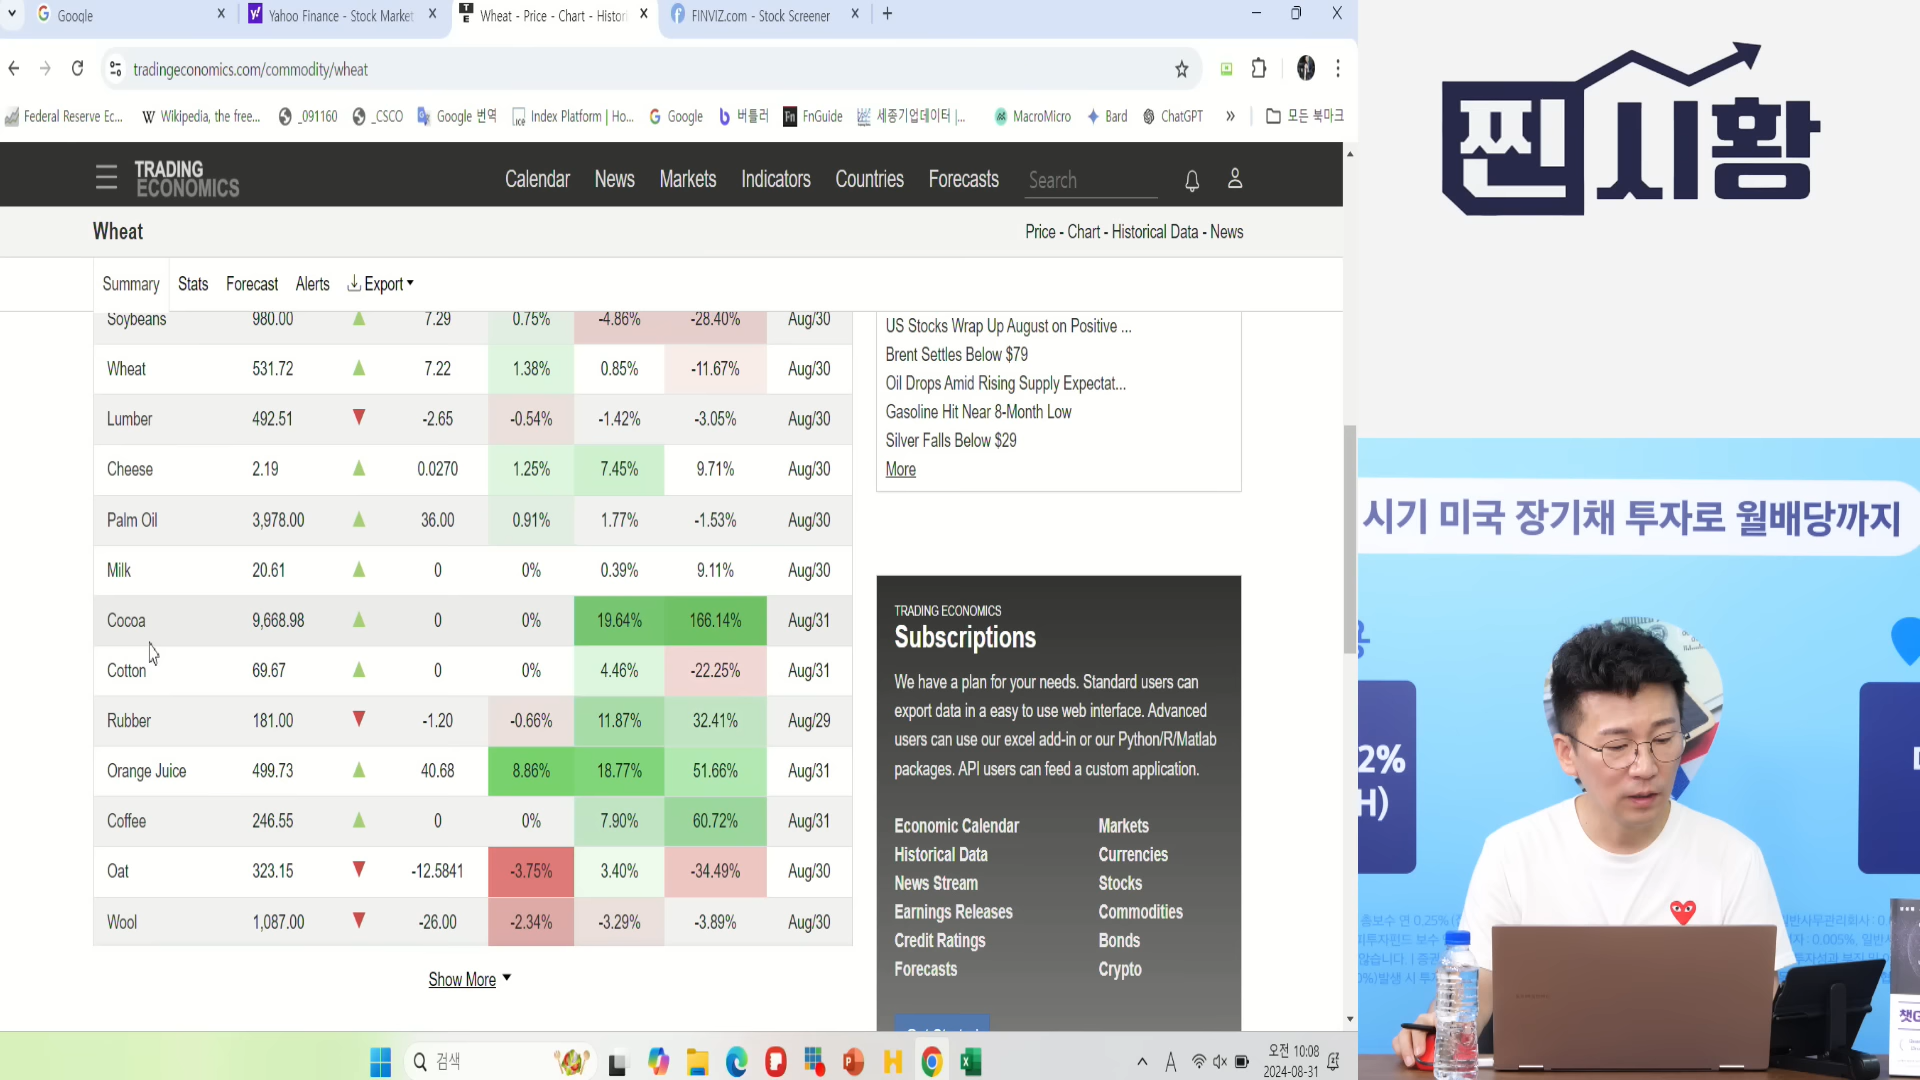 Google
Yahoo Finance - Stock Market
Wheat - Price - Chart - Histori
FINVIZ.com - Stock Screener
tradingeconomics.com/commodity/wheat
Federal Reserve Ec...
Wikipedia, the free...
_091160
_CSCO
Google 번역
Index Platform | Ho...
Google
버틀러
FnGuide
세종기업데이터 |...
MacroMicro
Bard
ChatGPT
모든 북마크
TRADING
ECONOMICS
Calendar News Markets Indicators Countries Forecasts Search
Wheat
Price - Chart - Historical Data - News
Summary Stats Forecast Alerts Export
Soybeans 980.00 7.29 0.75% -4.86% -28.40% Aug/30
Wheat 531.72 7.22 1.38% 0.85% -11.67% Aug/30
Lumber 492.51 -2.65 -0.54% -1.42% -3.05% Aug/30
Cheese 2.19 0.0270 1.25% 7.45% 9.71% Aug/30
Palm Oil 3,978.00 36.00 0.91% 1.77% -1.53% Aug/30
Milk 20.61 0 0% 0.39% 9.11% Aug/30
Cocoa 9,668.98 0 0% 19.64% 166.14% Aug/31
Cotton 69.67 0 0% 4.46% -22.25% Aug/31
Rubber 181.00 -1.20 -0.66% 11.87% 32.41% Aug/29
Orange Juice 499.73 40.68 8.86% 18.77% 51.66% Aug/31
Coffee 246.55 0 0% 7.90% 60.72% Aug/31
Oat 323.15 -12.5841 -3.75% 3.40% -34.49% Aug/30
Wool 1,087.00 -26.00 -2.34% -3.29% -3.89% Aug/30
Show More
US Stocks Wrap Up August on Positive ...
Brent Settles Below $79
Oil Drops Amid Rising Supply Expectat...
Gasoline Hit Near 8-Month Low
Silver Falls Below $29
More
TRADING ECONOMICS
Subscriptions
We have a plan for your needs. Standard users can
export data in a easy to use web interface. Advanced
users can use our excel add-in or our Python/R/Matlab
packages. API users can feed a custom application.
Economic Calendar Markets
Historical Data Currencies
News Stream Stocks
Earnings Releases Commodities
Credit Ratings Bonds
Forecasts Crypto
검색
오전 10:08
2024-08-31
찐시황
시기 미국 장기채 투자로 월배당까지
2%
H)
총보수 연 0.25%